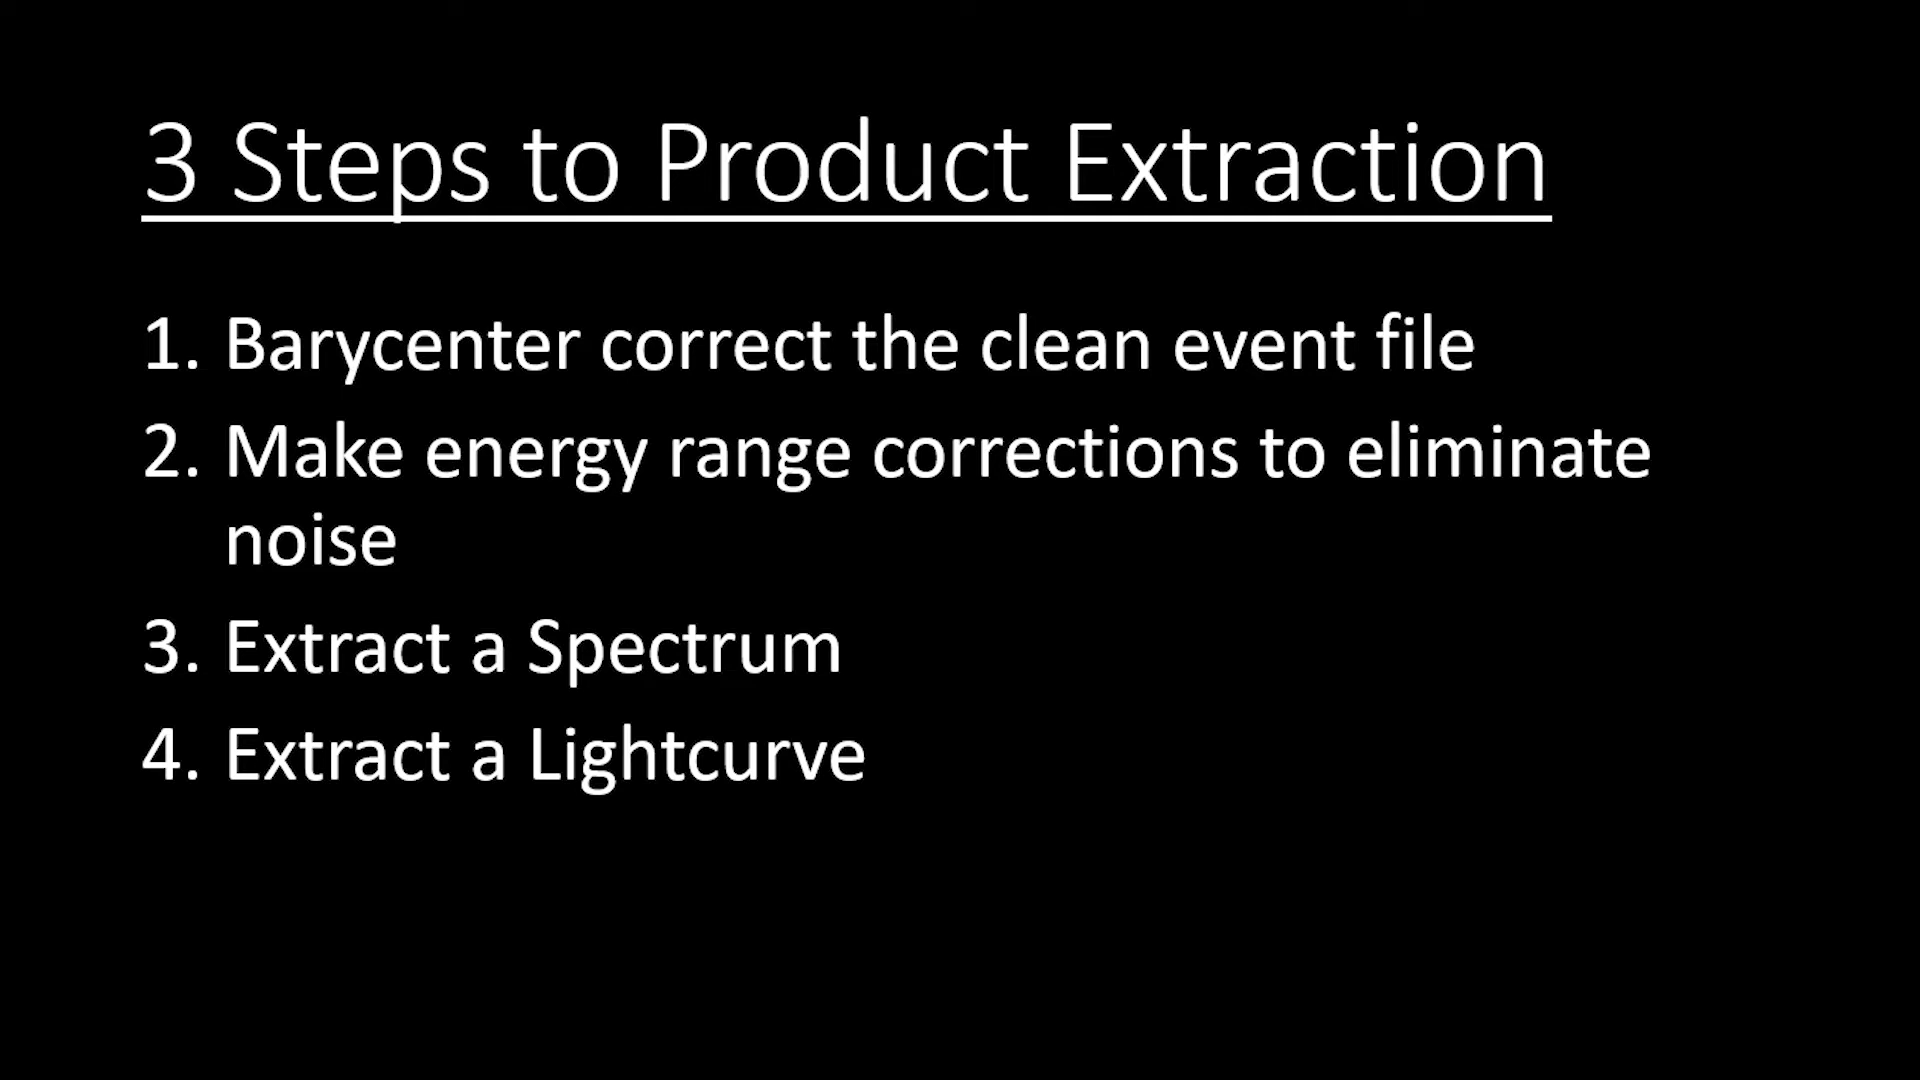 3 Steps to Product Extraction
1. Barycenter correct the clean event file
2. Make energy range corrections to eliminate
noise
3. Extract a Spectrum
4. Extract a Lightcurve